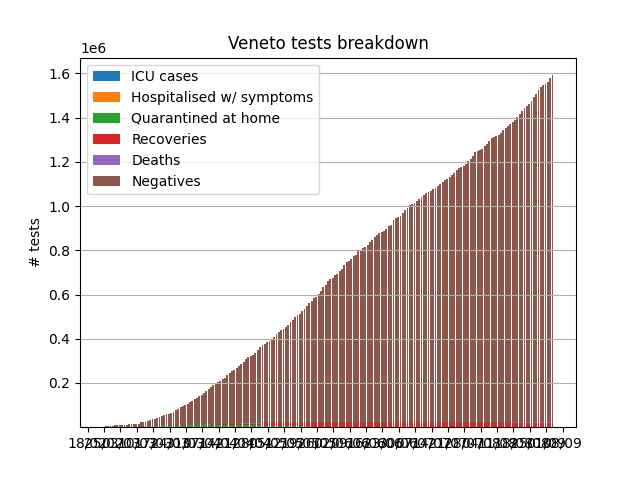 Veneto tests breakdown
1e6
1.6
1.4
1.2
1.0
0.8
0.6
0.4
0.2
# tests
ICU cases
Hospitalised w/ symptoms
Quarantined at home
Recoveries
Deaths
Negatives